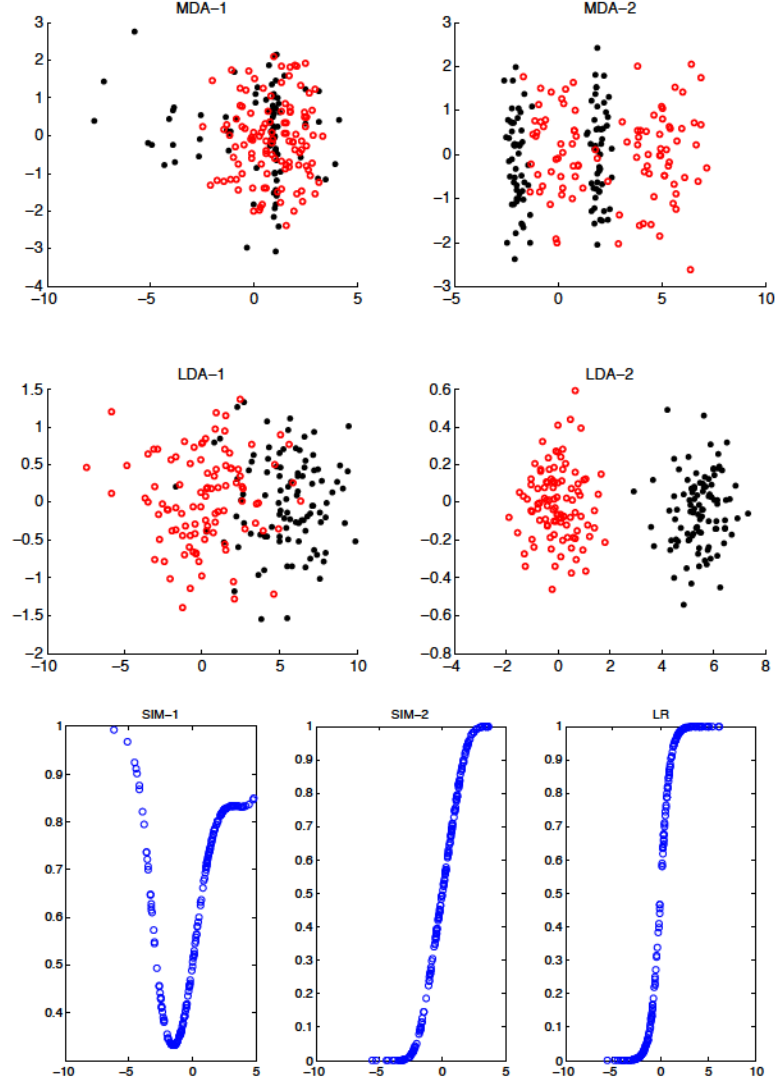 MDA−1 MDA−2
3 3
2 2
1 1
0 0
−1 −1
−2 −2
−3
−4 −3
−10 −5 0 5 −5 0 5 10
LDA−1 LDA−2
1.5 0.6
1 0.4
0.5 0.2
0 0
−0.5 −0.2
−1 −0.4
−1.5 −0.6
−2 −0.8
−10 −5 0 5 10 −4 −2 0 2 4 6 8
SIM−1 SIM−2 LR
1 1 1
0.9 0.9
0.9 0.8 0.8
0.8 0.7 0.7
0.7 0.6 0.6
0.6 0.5 0.5
0.4 0.4
0.5 0.3 0.3
0.4 0.2 0.2
0.1 0.1
0 0
−10 −5 0 5 −10 −5 0 5 −10 −5 0 5 10